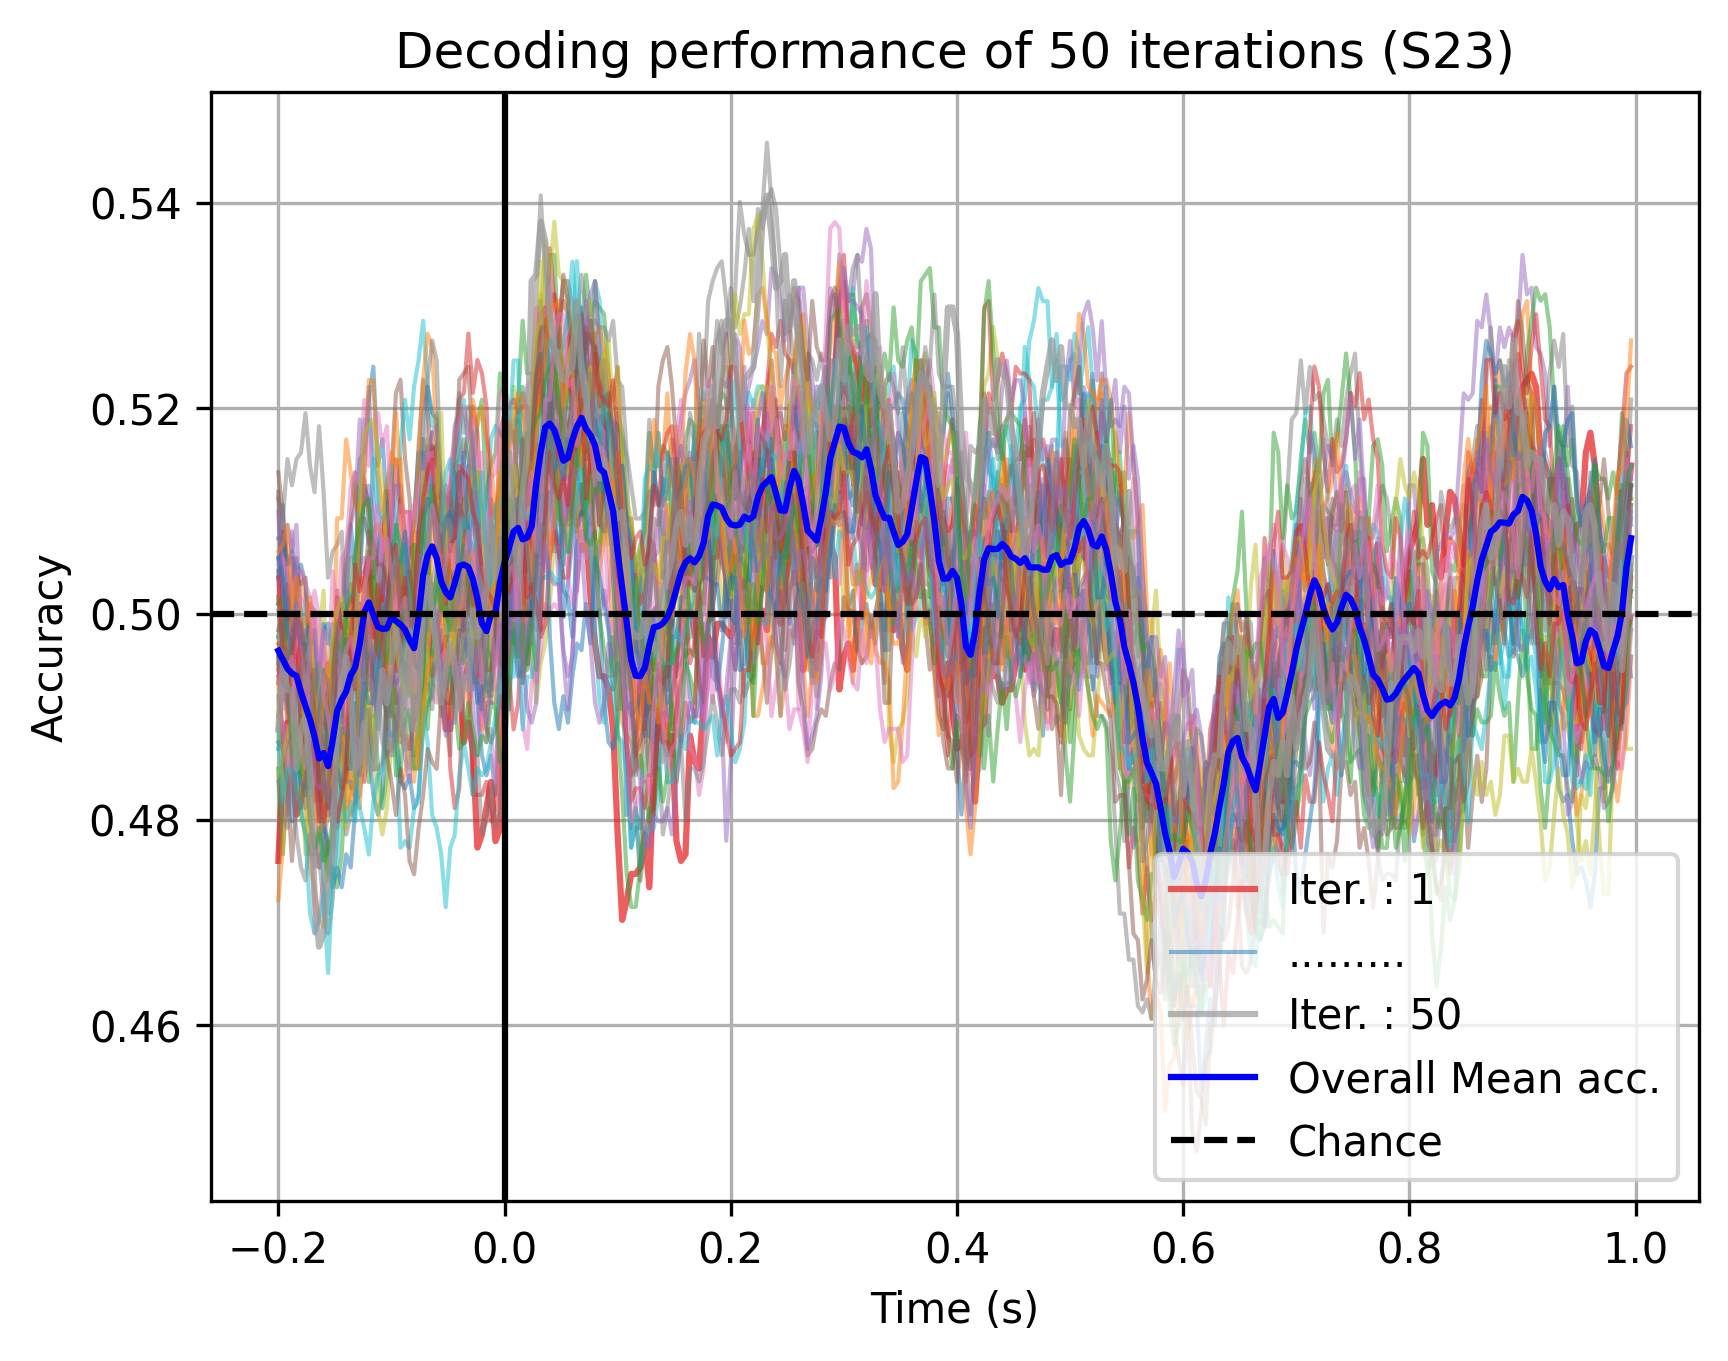 Decoding performance of 50 iterations (S23)
Accuracy
0.54
0.52
0.50
0.48
0.46
−0.2 0.0 0.2 0.4 0.6 0.8 1.0
Time (s)
Iter. : 1
.........
Iter. : 50
Overall Mean acc.
Chance